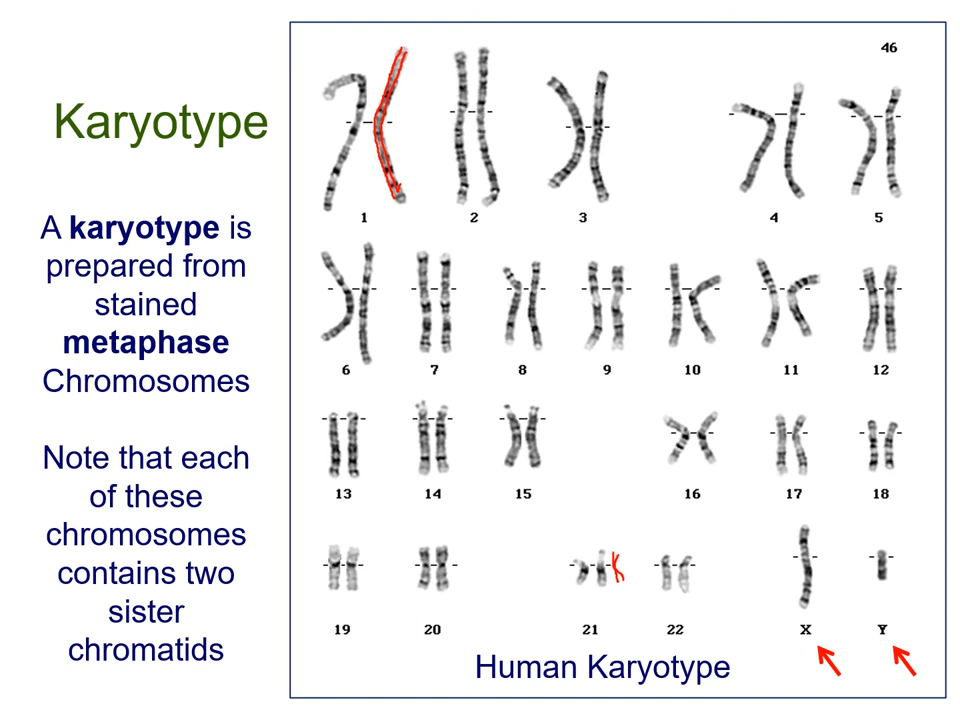 Karyotype
A karyotype is
prepared from
stained
metaphase
Chromosomes
Note that each
of these
chromosomes
contains two
sister
chromatids
46
1 2 3 4 5
6 7 8 9 10 11 12
13 14 15 16 17 18
19 20 21 22 X Y
Human Karyotype